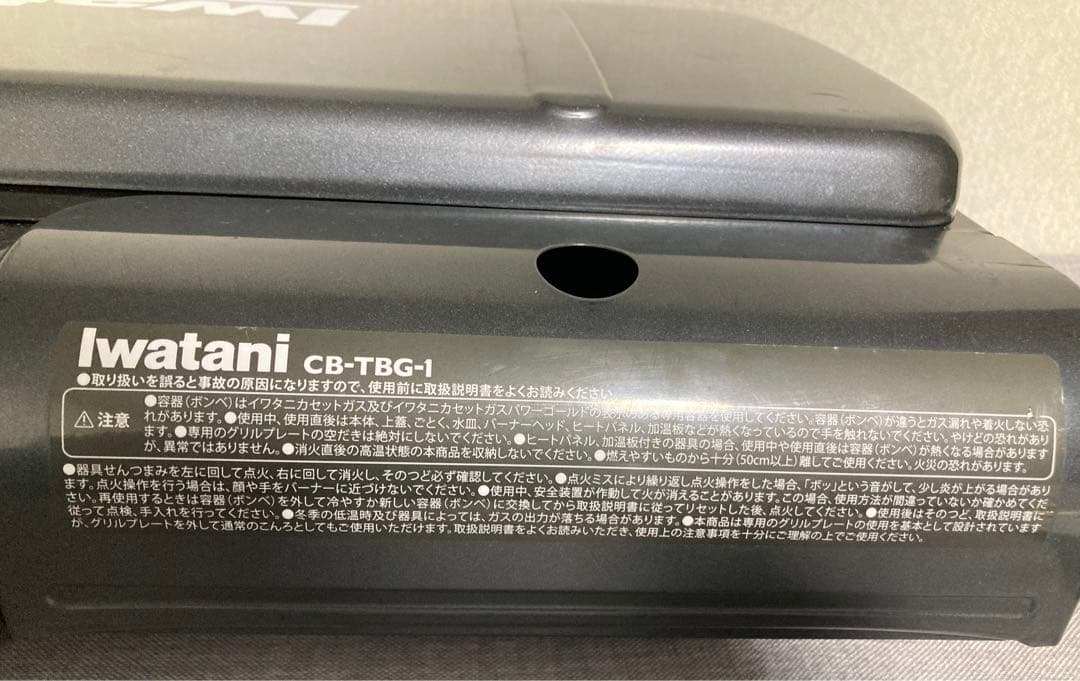 Iwatani CB-TBG-1
●取り扱いを誤ると事故の原因になりますので、使用前に取扱説明書をよくお読みください
⚠注意
●容器（ボンベ）はイワタニカセットガス及びイワタニカセットガスパワーゴールドの表示のある専用容器を使用してください。容器（ボンベ）が違うとガス漏れや着火しない恐
れがあります。●使用中、使用直後は本体、上蓋、ごとく、水皿、バーナーヘッド、ヒートパネル、加温板などが熱くなっているので手を触れないでください。やけどの恐れがあり
ます。●専用のグリルプレートの空だきは絶対にしないでください。●ヒートパネル、加温板付きの器具の場合、使用中や使用直後は容器（ボンベ）が熱くなる場合があります
が、異常ではありません。●消火直後の高温状態の本商品を収納しないでください。●燃えやすいものから十分（50cm以上）離してご使用ください。火災の恐れがあります。
●器具せんつまみを左に回して点火、右に回して消火し、そのつど必ず確認してください。●点火ミスにより繰り返し点火操作をした場合、「ボッ」という音がして、少し炎が上がる場合があり
ます。点火操作を行う場合は、顔や手をバーナーに近づけないでください。●使用中、安全装置が作動して火が消えることがあります。この場合、使用方法が間違っていないか確かめてくだ
さい。再使用するときは容器（ボンベ）を外して冷やすか新しい容器（ボンベ）に交換してから取扱説明書に従ってリセットした後、点火してください。●使用後はそのつど、取扱説明書に
従って点検、手入れを行ってください。●冬季の低温時及び器具によっては、ガスの出力が落ちる場合があります。●本商品は専用のグリルプレートの使用を基本として設計されています
が、グリルプレートを外して通常のこんろとしてもご使用いただけます。取扱説明書をよくお読みいただき、使用上の注意事項を十分にご理解の上でご使用ください。